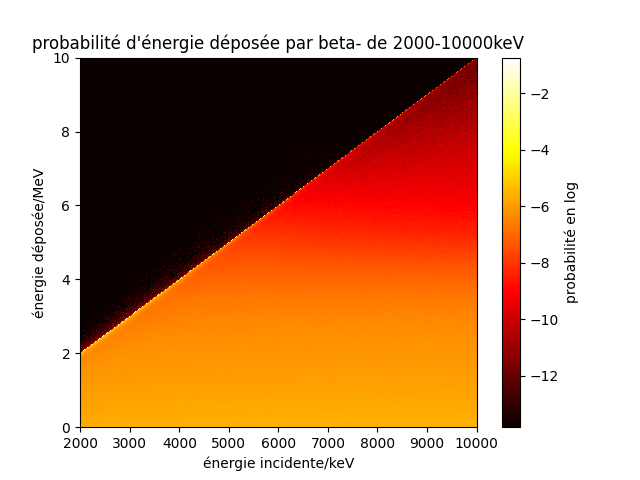 probabilité d'énergie déposée par beta- de 2000-10000keV
énergie déposée/MeV
10
8
6
4
2
0
2000 3000 4000 5000 6000 7000 8000 9000 10000
énergie incidente/keV
−2
−4
−6
−8
−10
−12
probabilité en log